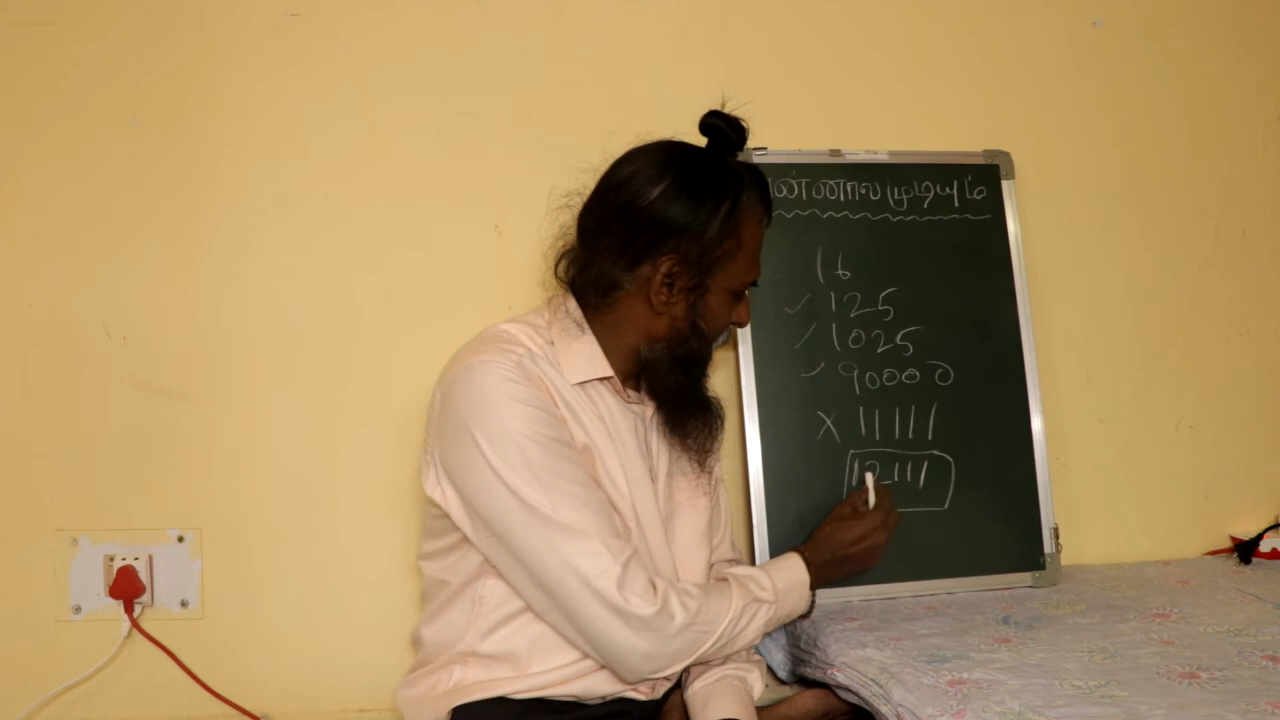 ன்னால் முடியும்
16
✓ 125
✓ 1025
✓ 90000
X 11111
12111